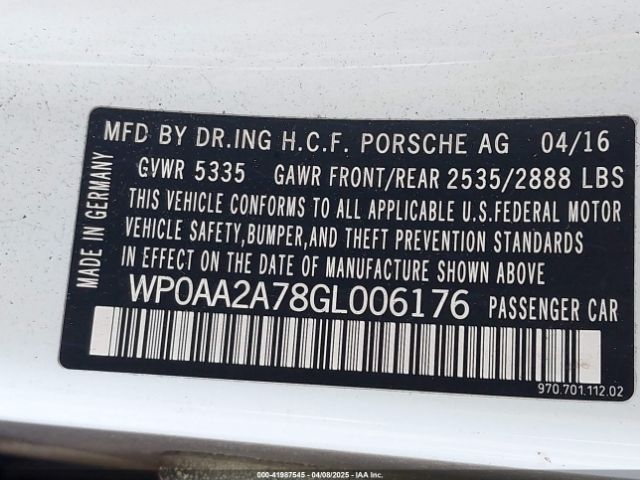 MADE IN GERMANY
MFD BY DR.ING H.C.F. PORSCHE AG 04/16
GVWR 5335 GAWR FRONT/REAR 2535/2888 LBS
THIS VEHICLE CONFORMS TO ALL APPLICABLE U.S.FEDERAL MOTOR
VEHICLE SAFETY,BUMPER,AND THEFT PREVENTION STANDARDS
IN EFFECT ON THE DATE OF MANUFACTURE SHOWN ABOVE
WP0AA2A78GL006176 PASSENGER CAR
970.701.112.02
000-41987545 - 04/08/2025 - IAA Inc.